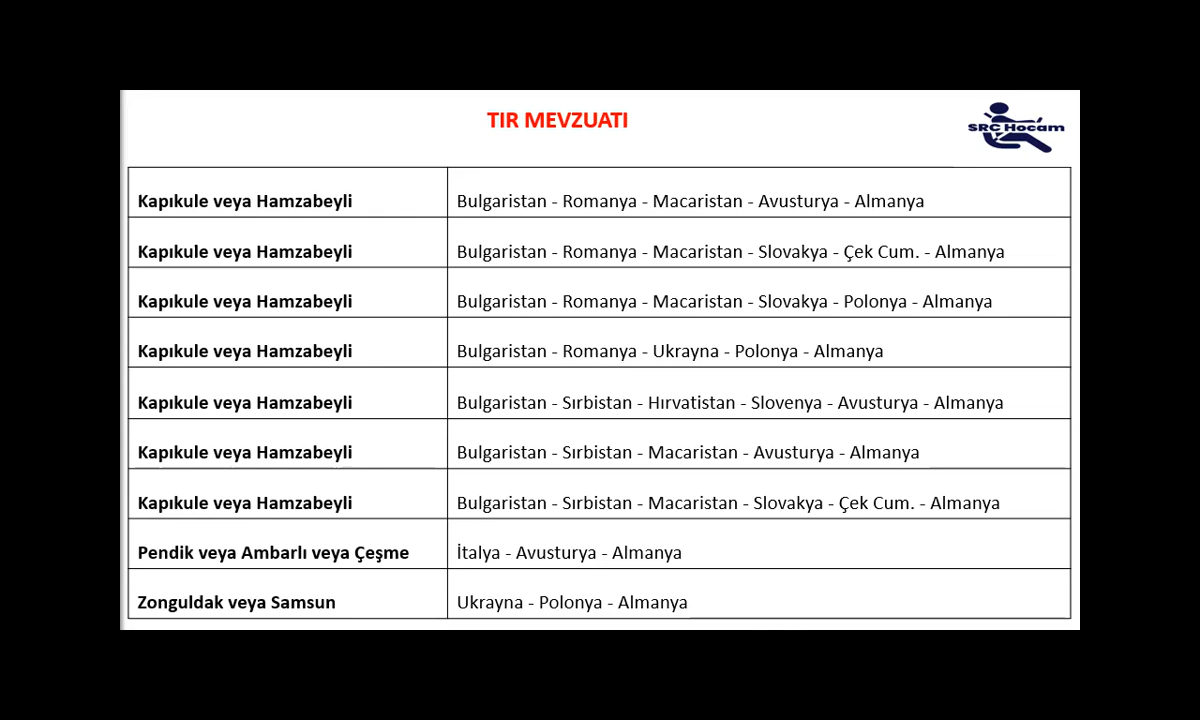 TIR MEVZUATI
SRC Hocam
Kapıkule veya Hamzabeyli Bulgaristan - Romanya - Macaristan - Avusturya - Almanya
Kapıkule veya Hamzabeyli Bulgaristan - Romanya - Macaristan - Slovakya - Çek Cum. - Almanya
Kapıkule veya Hamzabeyli Bulgaristan - Romanya - Macaristan - Slovakya - Polonya - Almanya
Kapıkule veya Hamzabeyli Bulgaristan - Romanya - Ukrayna - Polonya - Almanya
Kapıkule veya Hamzabeyli Bulgaristan - Sırbistan - Hırvatistan - Slovenya - Avusturya - Almanya
Kapıkule veya Hamzabeyli Bulgaristan - Sırbistan - Macaristan - Avusturya - Almanya
Kapıkule veya Hamzabeyli Bulgaristan - Sırbistan - Macaristan - Slovakya - Çek Cum. - Almanya
Pendik veya Ambarlı veya Çeşme İtalya - Avusturya - Almanya
Zonguldak veya Samsun Ukrayna - Polonya - Almanya